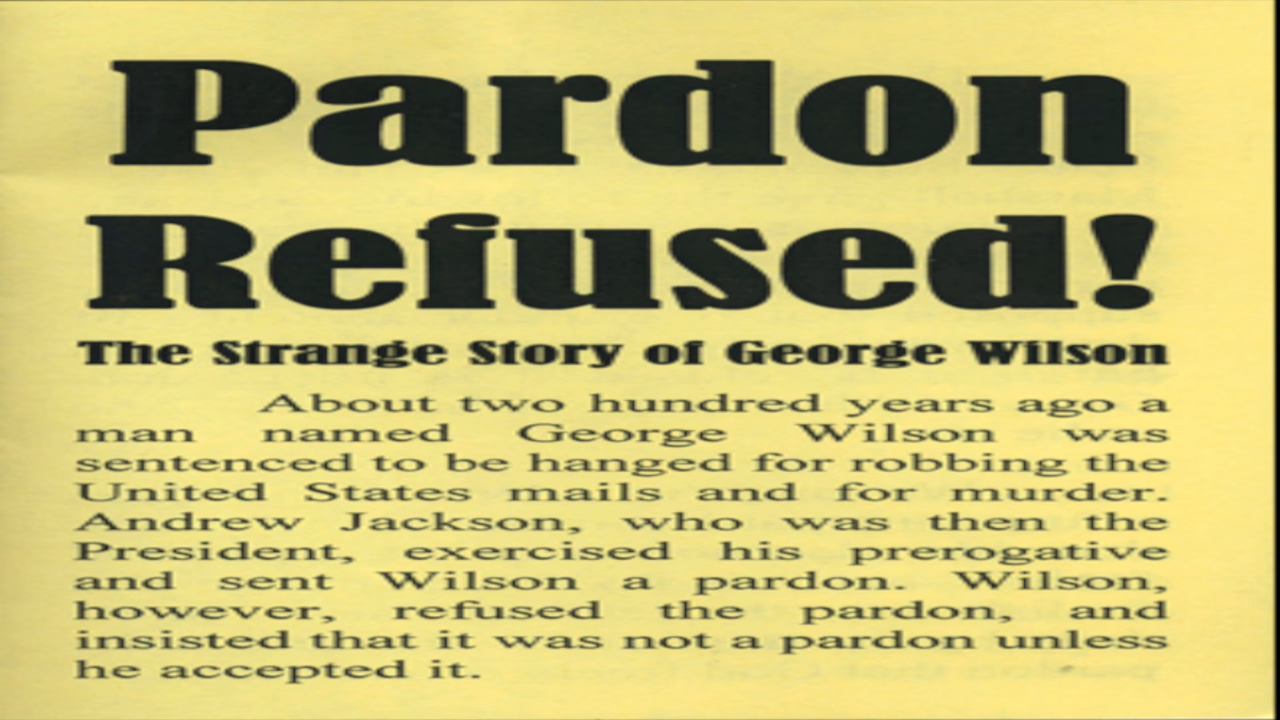 Pardon
Refused!
The Strange Story of George Wilson
About two hundred years ago a
man named George Wilson was
sentenced to be hanged for robbing the
United States mails and for murder.
Andrew Jackson, who was then the
President, exercised his prerogative
and sent Wilson a pardon. Wilson,
however, refused the pardon, and
insisted that it was not a pardon unless
he accepted it.